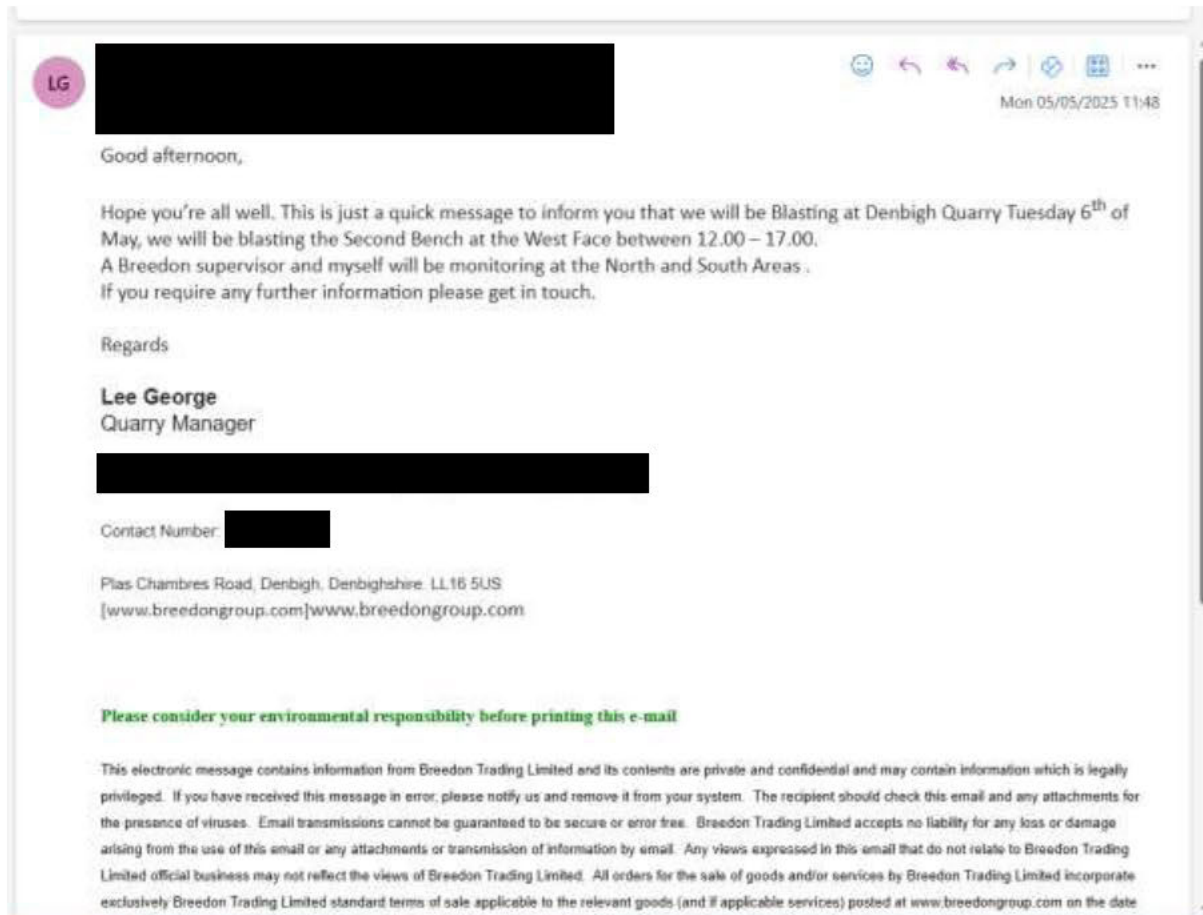 LG
Mon 05/05/2025 11:48
Good afternoon,
Hope you're all well. This is just a quick message to inform you that we will be Blasting at Denbigh Quarry Tuesday 6th of
May, we will be blasting the Second Bench at the West Face between 12.00 – 17.00.
A Breedon supervisor and myself will be monitoring at the North and South Areas .
If you require any further information please get in touch.
Regards
Lee George
Quarry Manager
Contact Number:
Plas Chambres Road, Denbigh, Denbighshire. LL16 5US
[www.breedongroup.com]www.breedongroup.com
Please consider your environmental responsibility before printing this e-mail
This electronic message contains information from Breedon Trading Limited and its contents are private and confidential and may contain information which is legally
privileged. If you have received this message in error, please notify us and remove it from your system. The recipient should check this email and any attachments for
the presence of viruses. Email transmissions cannot be guaranteed to be secure or error free. Breedon Trading Limited accepts no liability for any loss or damage
arising from the use of this email or any attachments or transmission of information by email. Any views expressed in this email that do not relate to Breedon Trading
Limited official business may not reflect the views of Breedon Trading Limited. All orders for the sale of goods and/or services by Breedon Trading Limited incorporate
exclusively Breedon Trading Limited standard terms of sale applicable to the relevant goods (and if applicable services) posted at www.breedongroup.com on the date